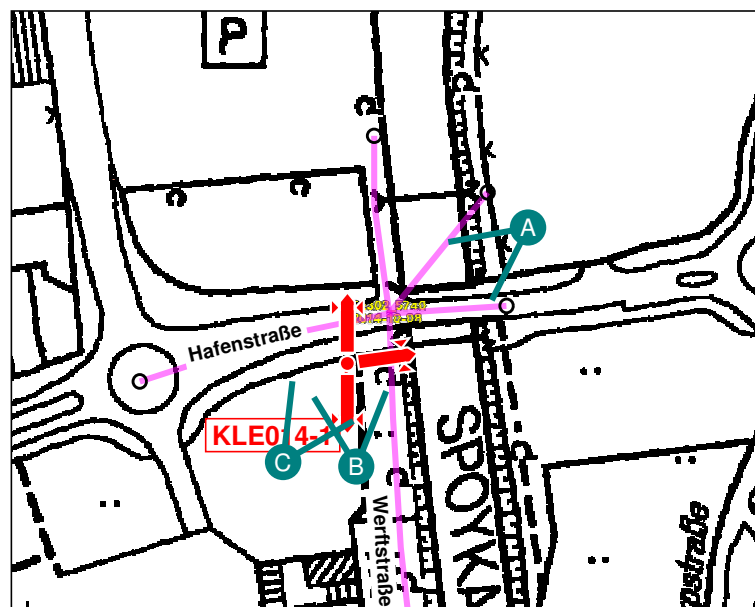 P
A
Hafenstraße
KLE014-1
C
B
SPOYKA
Werftstraße